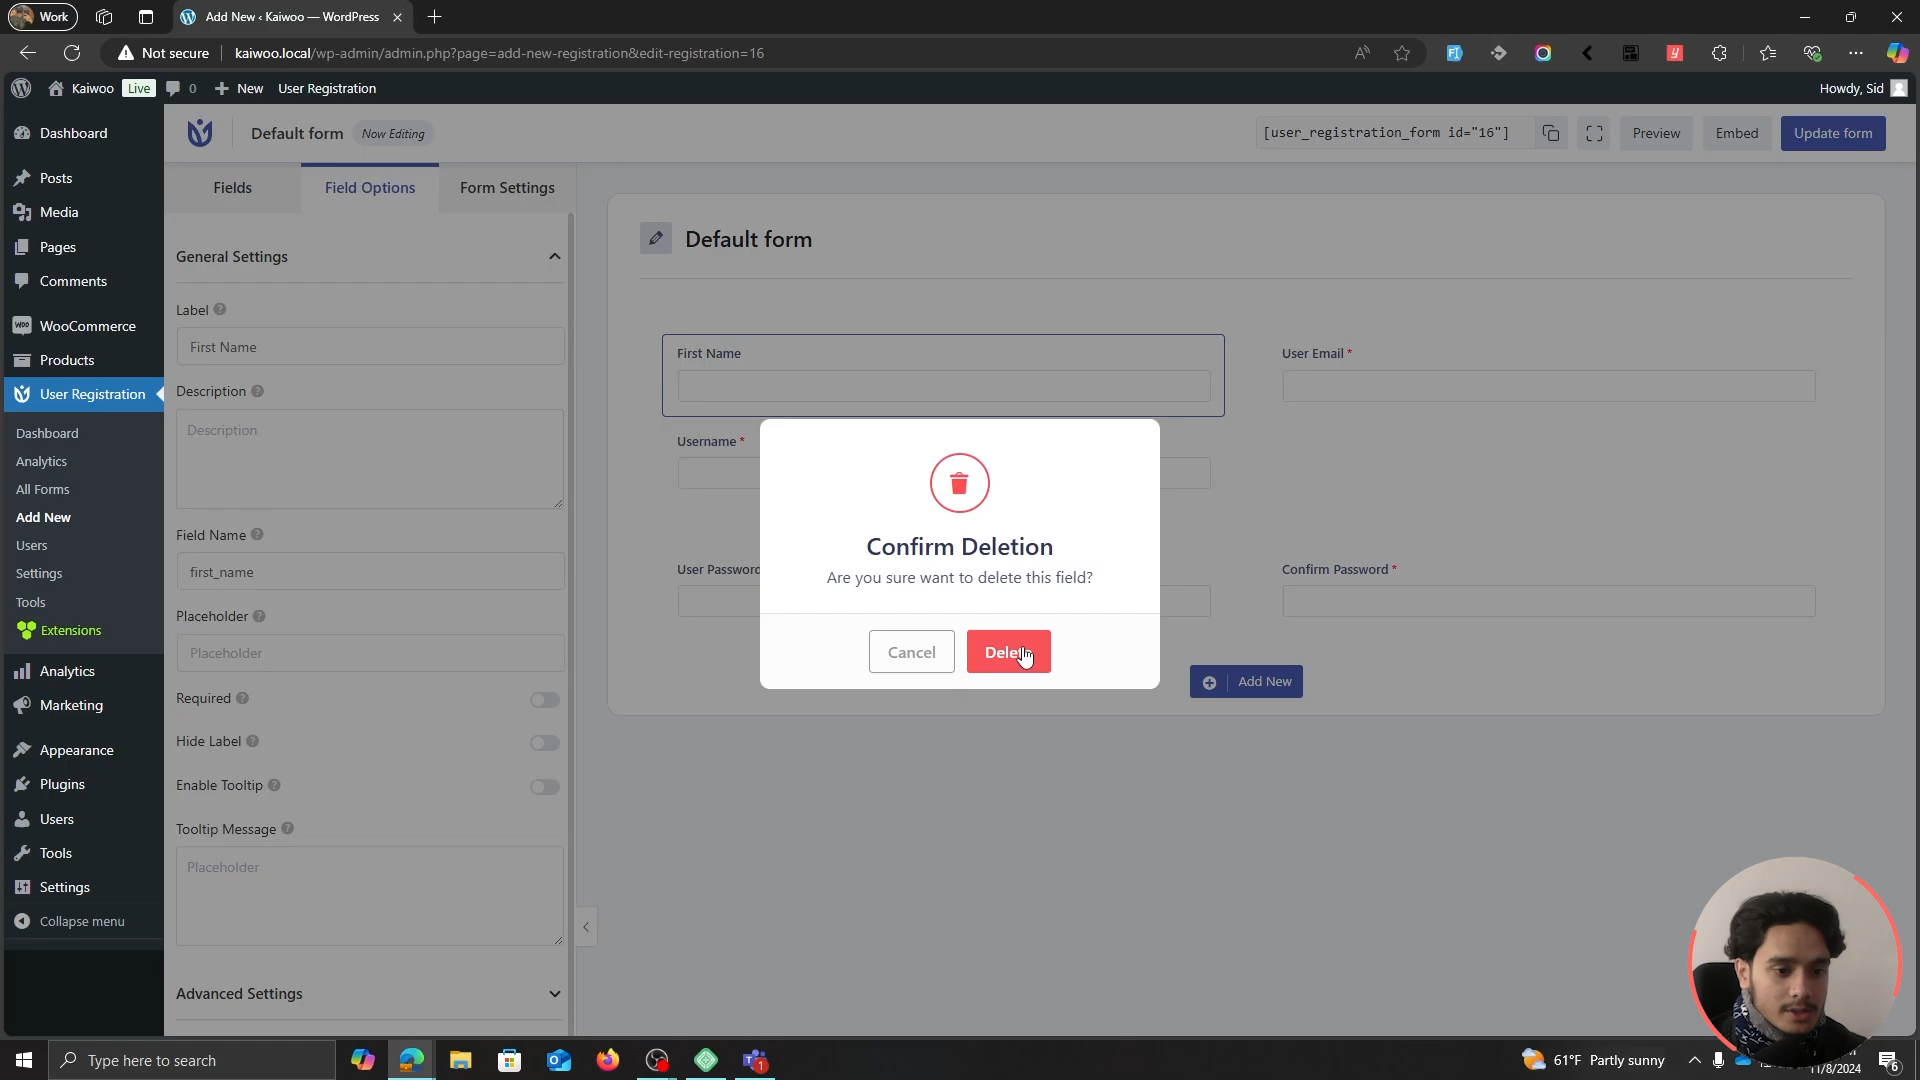 Work
Add New ‹ Kaiwoo — WordPress
Not secure
kaiwoo.local/wp-admin/admin.php?page=add-new-registration&edit-registration=16
Kaiwoo Live 0 New User Registration
Howdy, Sid
Dashboard
Posts
Media
Pages
Comments
WooCommerce
Products
User Registration
Dashboard
Analytics
All Forms
Add New
Users
Settings
Tools
Extensions
Analytics
Marketing
Appearance
Plugins
Users
Tools
Settings
Collapse menu
Default form Now Editing
[user_registration_form id="16"]
Preview
Embed
Update form
Fields
Field Options
Form Settings
General Settings
Label
First Name
Description
Description
Field Name
first_name
Placeholder
Placeholder
Required
Hide Label
Enable Tooltip
Tooltip Message
Placeholder
Advanced Settings
Default form
First Name
User Email *
Username *
User Password
Confirm Password *
Add New
Confirm Deletion
Are you sure want to delete this field?
Cancel
Delete
Type here to search
1
61°F Partly sunny
11/8/2024
6